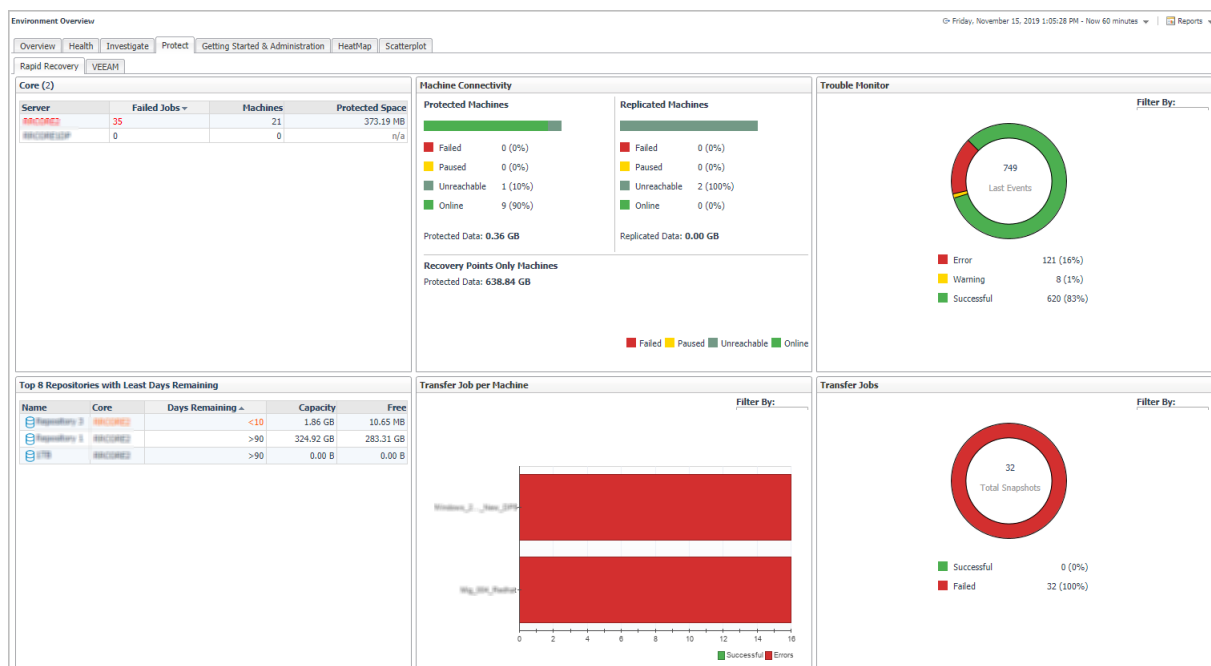 Environment Overview
Friday, November 15, 2019 1:05:28 PM - Now 60 minutes
Reports
Overview Health Investigate Protect Getting Started & Administration HeatMap Scatterplot
Rapid Recovery VEEAM
Core (2)
Server Failed Jobs Machines Protected Space
35 21 373.19 MB
0 0 n/a
Machine Connectivity
Protected Machines
Failed 0 (0%)
Paused 0 (0%)
Unreachable 1 (10%)
Online 9 (90%)
Protected Data: 0.36 GB
Replicated Machines
Failed 0 (0%)
Paused 0 (0%)
Unreachable 2 (100%)
Online 0 (0%)
Replicated Data: 0.00 GB
Recovery Points Only Machines
Protected Data: 638.84 GB
Failed Paused Unreachable Online
Trouble Monitor
Filter By:
749
Last Events
Error 121 (16%)
Warning 8 (1%)
Successful 620 (83%)
Top 8 Repositories with Least Days Remaining
Name Core Days Remaining Capacity Free
<10 1.86 GB 10.65 MB
>90 324.92 GB 283.31 GB
>90 0.00 B 0.00 B
Transfer Job per Machine
Filter By:
0 2 4 6 8 10 12 14 16
Successful Errors
Transfer Jobs
Filter By:
32
Total Snapshots
Successful 0 (0%)
Failed 32 (100%)